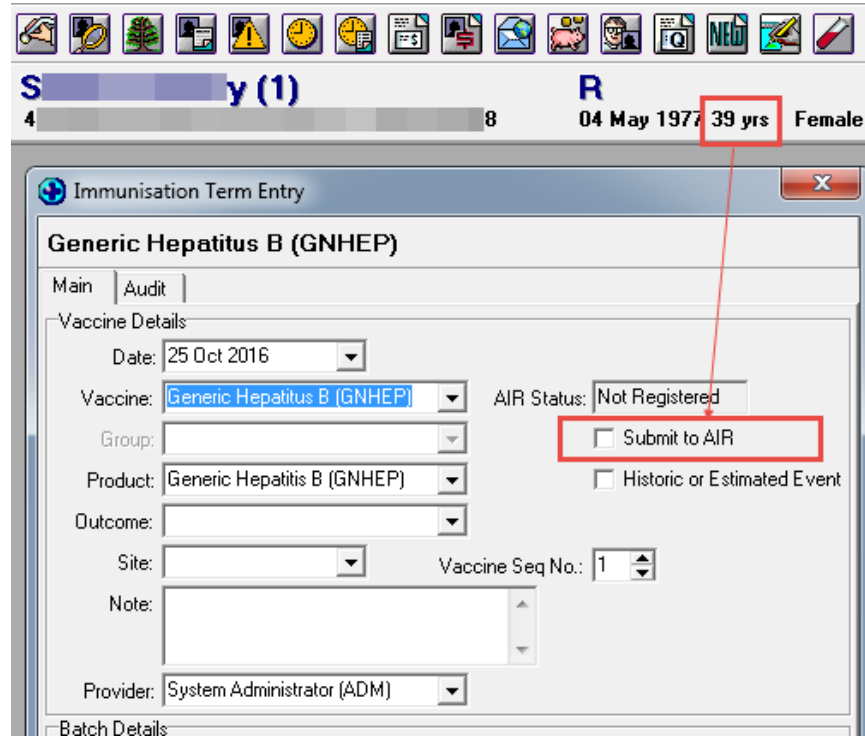 NEW
S y (1) R
4 8 04 May 1977 39 yrs Female
Immunisation Term Entry
Generic Hepatitus B (GNHEP)
Main Audit
Vaccine Details
Date: 25 Oct 2016
Vaccine: Generic Hepatitus B (GNHEP) AIR Status: Not Registered
Group: Submit to AIR
Product: Generic Hepatitis B (GNHEP) Historic or Estimated Event
Outcome:
Site: Vaccine Seq No.: 1
Note:
Provider: System Administrator (ADM)
Batch Details